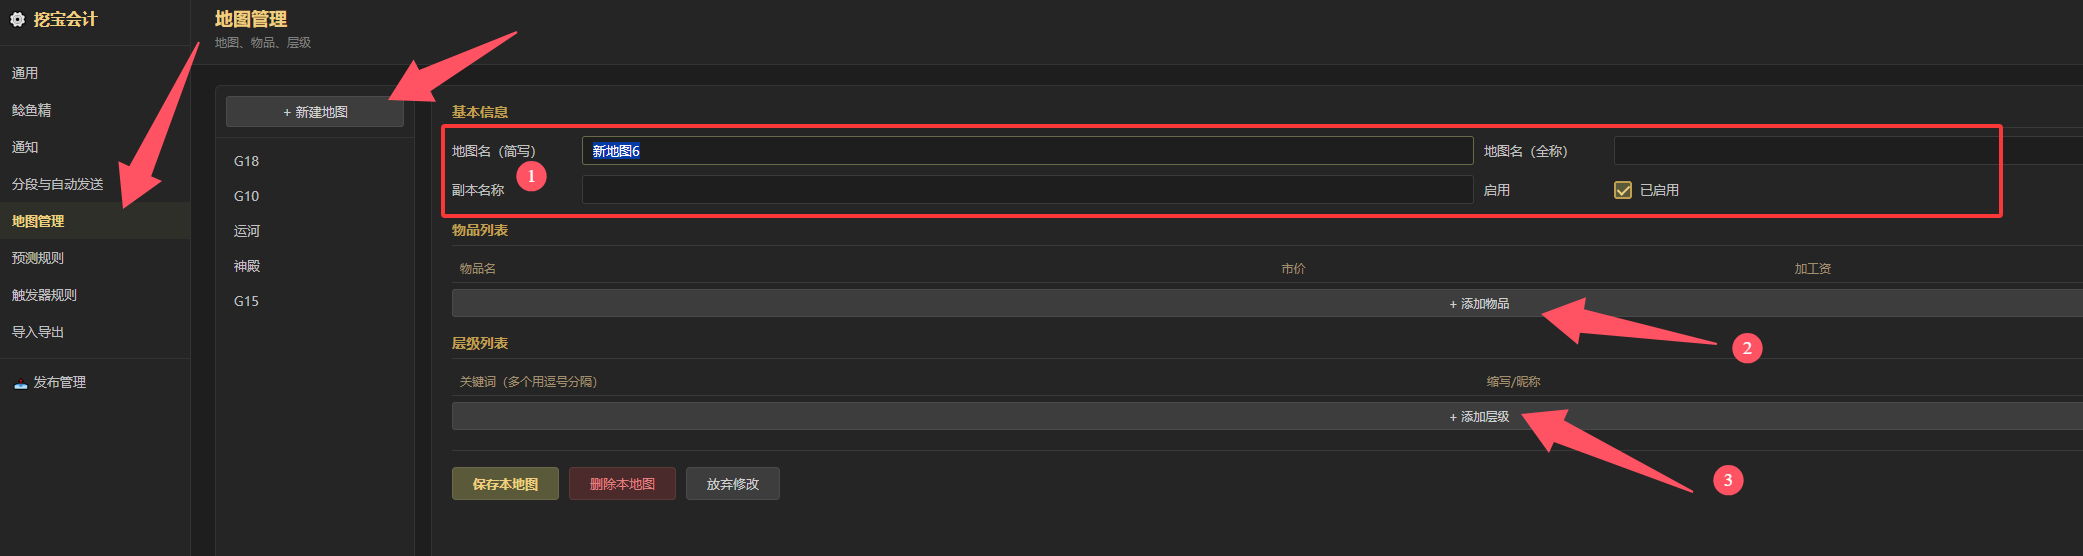 挖宝会计
通用
鲶鱼精
通知
分段与自动发送
地图管理
预测规则
触发器规则
导入导出
发布管理
地图管理
地图、物品、层级
+ 新建地图
G18
G10
运河
神殿
G15
基本信息
地图名（简写） 新地图6 地图名（全称）
1
副本名称 启用 已启用
物品列表
物品名 市价 加工资
+ 添加物品
2
层级列表
关键词（多个用逗号分隔） 缩写/昵称
+ 添加层级
3
保存本地图 删除本地图 放弃修改